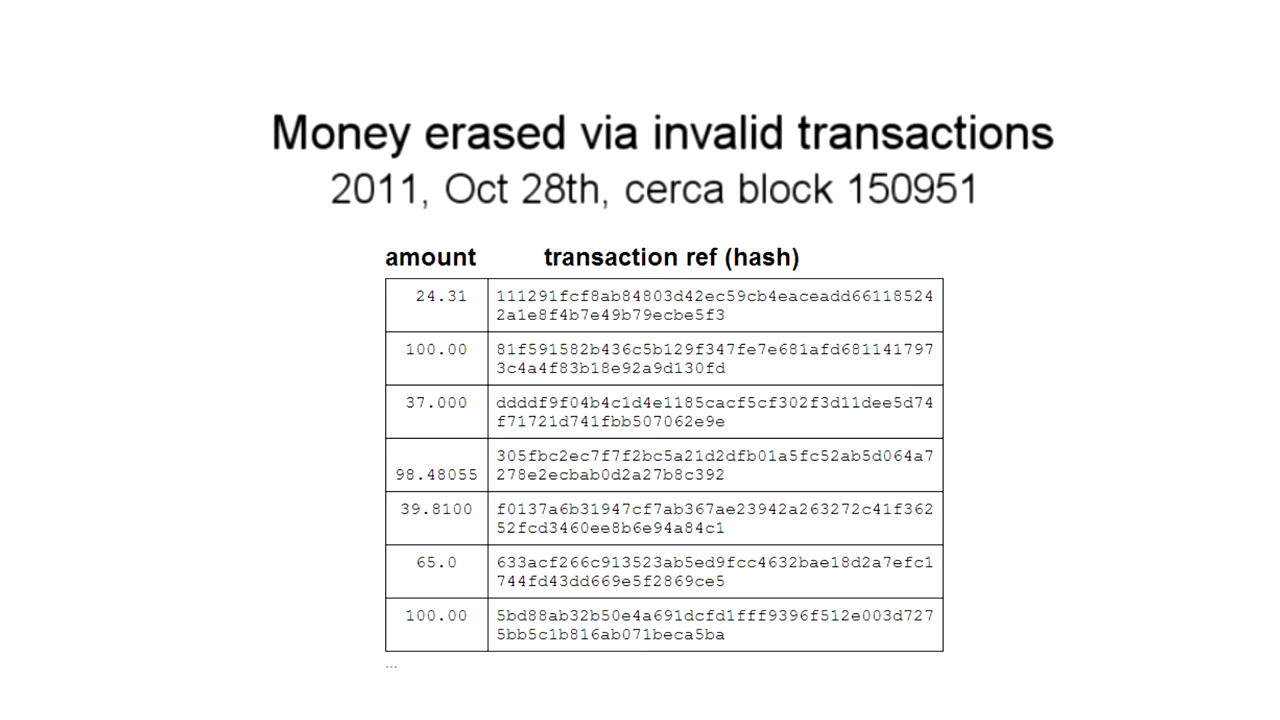 Money erased via invalid transactions
2011, Oct 28th, cerca block 150951
amount transaction ref (hash)
24.31 111291fcf8ab84803d42ec59cb4eaceadd66118524
2a1e8f4b7e49b79ecbe5f3
100.00 81f591582b436c5b129f347fe7e681afd681141797
3c4a4f83b18e92a9d130fd
37.000 ddddf9f04b4c1d4e1185cacf5cf302f3d11dee5d74
f71721d741fbb507062e9e
305fbc2ec7f7f2bc5a21d2dfb01a5fc52ab5d064a7
98.48055 278e2ecbab0d2a27b8c392
39.8100 f0137a6b31947cf7ab367ae23942a263272c41f362
52fcd3460ee8b6e94a84c1
65.0 633acf266c913523ab5ed9fcc4632bae18d2a7efc1
744fd43dd669e5f2869ce5
100.00 5bd88ab32b50e4a691dcfd1fff9396f512e003d727
5bb5c1b816ab071beca5ba
...